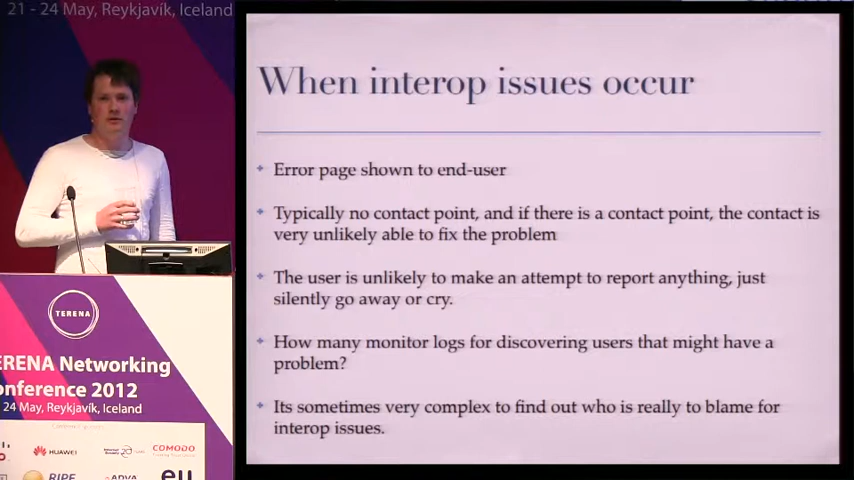 21 - 24 May, Reykjavík, Iceland
When interop issues occur
Error page shown to end-user
Typically no contact point, and if there is a contact point, the contact is
very unlikely able to fix the problem
The user is unlikely to make an attempt to report anything, just
silently go away or cry.
How many monitor logs for discovering users that might have a
problem?
Its sometimes very complex to find out who is really to blame for
interop issues.
TERENA
ERENA Networking
onference 2012
24 May, Reykjavík, Iceland
HUAWEI
COMODO
RIPE
ADVA
eu